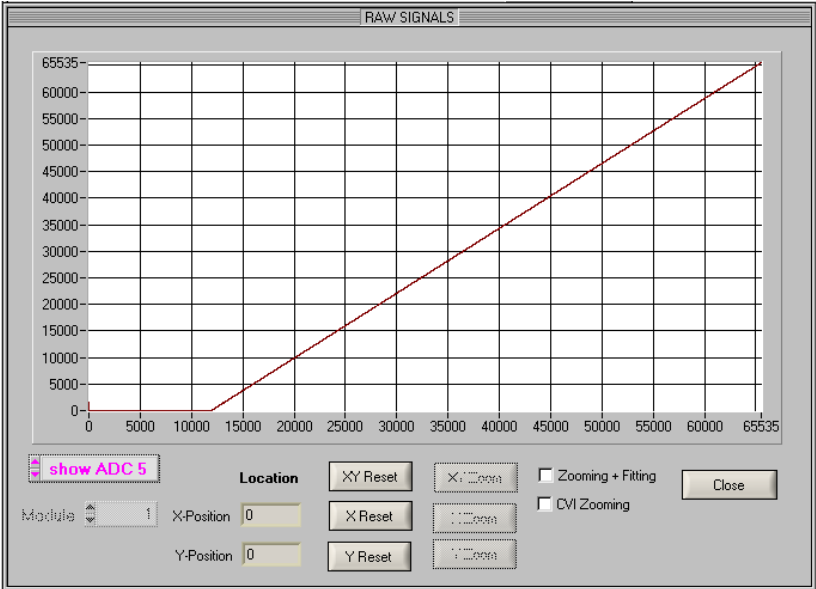 RAW SIGNALS
65535
60000
55000
50000
45000
40000
35000
30000
25000
20000
15000
10000
5000
0
0 5000 10000 15000 20000 25000 30000 35000 40000 45000 50000 55000 60000 65535
show ADC 5
Location
XY Reset
Zooming + Fitting
Close
Module 1
X-Position 0
X Reset
CVI Zooming
Y-Position 0
Y Reset